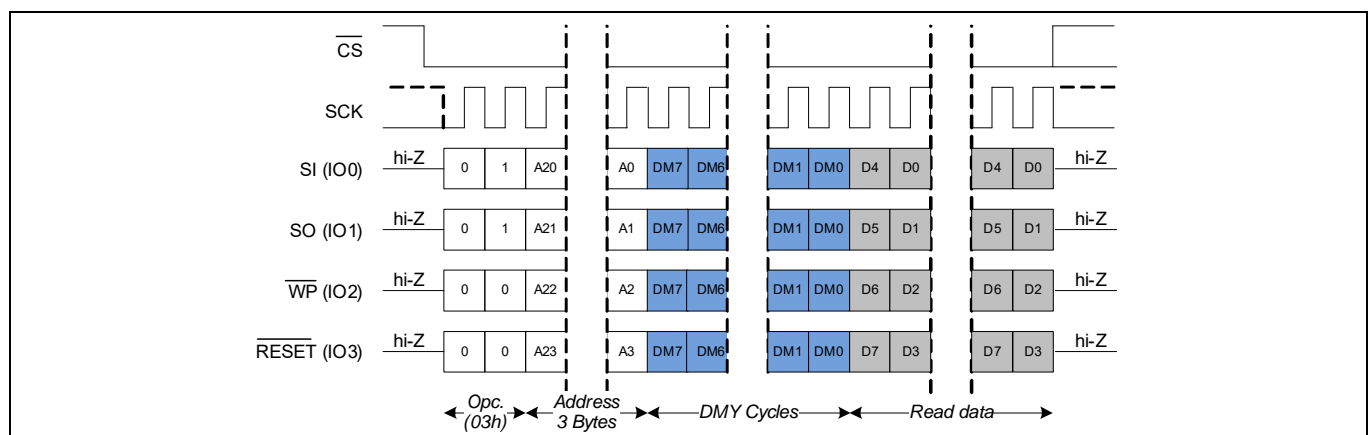 CS
SCK
hi-Z hi-Z
SI (IO0) 0 1 A20 A0 DM7 DM6 DM1 DM0 D4 D0 D4 D0
hi-Z hi-Z
SO (IO1) 0 1 A21 A1 DM7 DM6 DM1 DM0 D5 D1 D5 D1
hi-Z hi-Z
WP (IO2) 0 0 A22 A2 DM7 DM6 DM1 DM0 D6 D2 D6 D2
hi-Z hi-Z
RESET (IO3) 0 0 A23 A3 DM7 DM6 DM1 DM0 D7 D3 D7 D3
Opc. Address DMY Cycles Read data
(03h) 3 Bytes